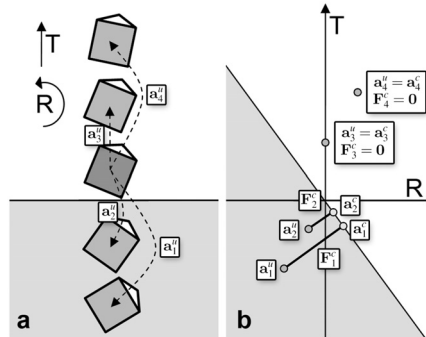 T
R
a₄ᵘ
a₃ᵘ
a₂ᵘ
a₁ᵘ
a
T
a₄ᵘ = a₄ᶜ
F₄ᶜ = 0
a₃ᵘ = a₃ᶜ
F₃ᶜ = 0
R
F₂ᶜ
a₂ᶜ
a₂ᵘ
a₁ᶜ
a₁ᵘ
F₁ᶜ
b